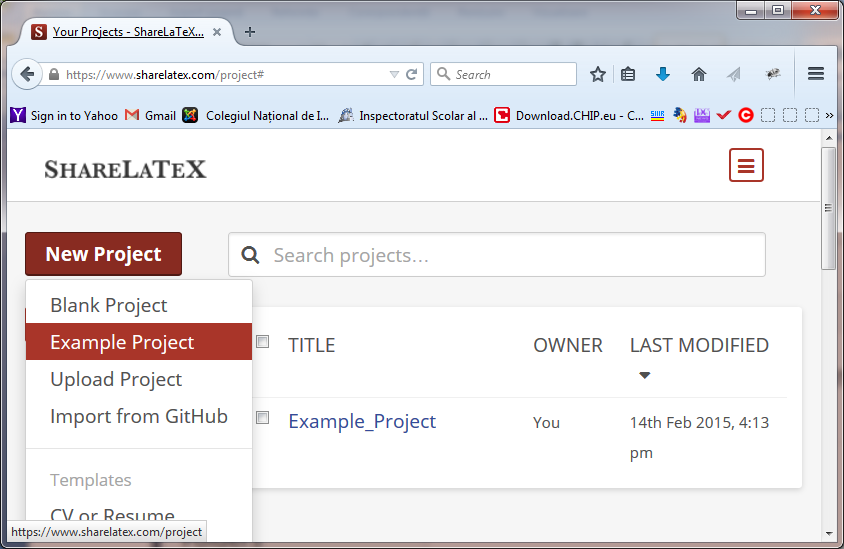 Your Projects - ShareLaTeX...
https://www.sharelatex.com/project#
Search
Sign in to Yahoo
Gmail
Colegiul Național de I...
Inspectoratul Scolar al ...
Download.CHIP.eu - C...
SHARELATEX
New Project
Search projects...
Blank Project
Example Project
Upload Project
Import from GitHub
Templates
CV or Resume
TITLE
OWNER
LAST MODIFIED
Example_Project
You
14th Feb 2015, 4:13
pm
https://www.sharelatex.com/project